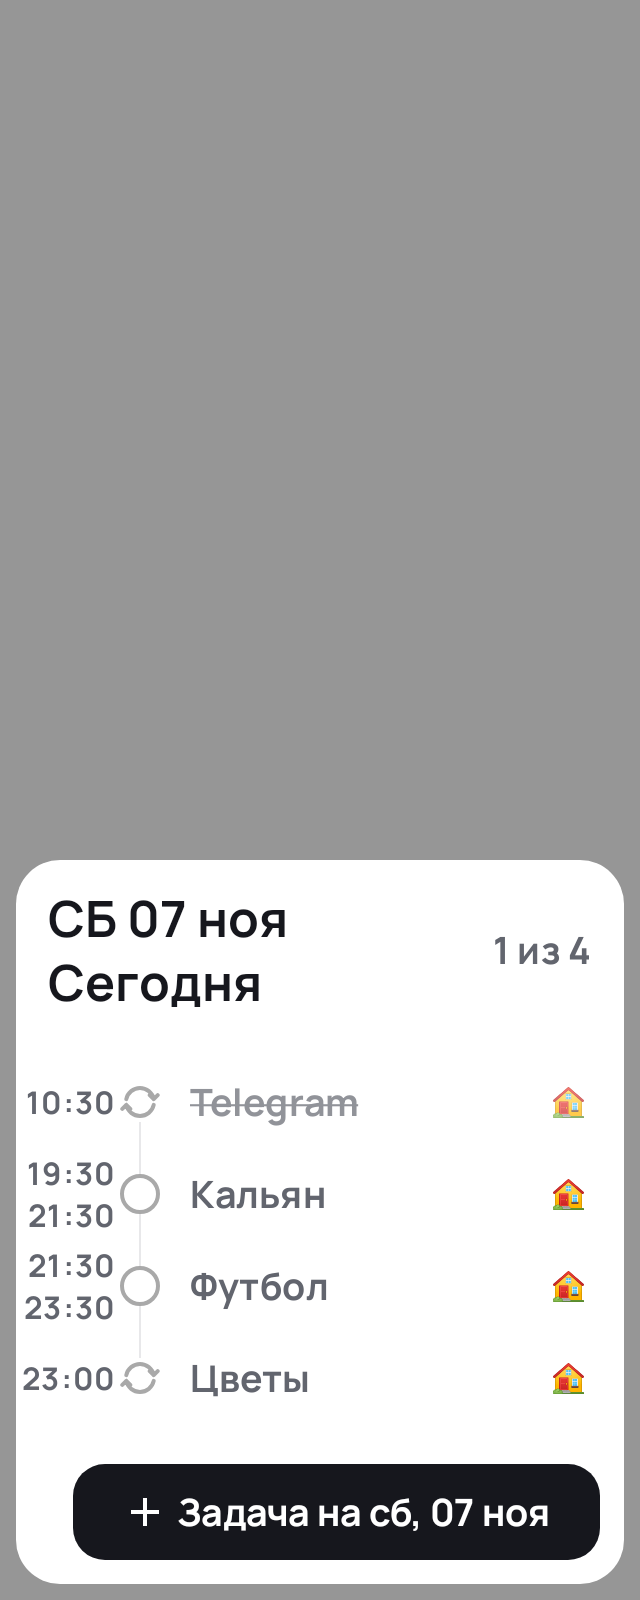 СБ 07 ноя
Сегодня
1 из 4
10:30 Telegram
19:30
21:30
Кальян
21:30
23:30
Футбол
23:00 Цветы
+ Задача на сб, 07 ноя